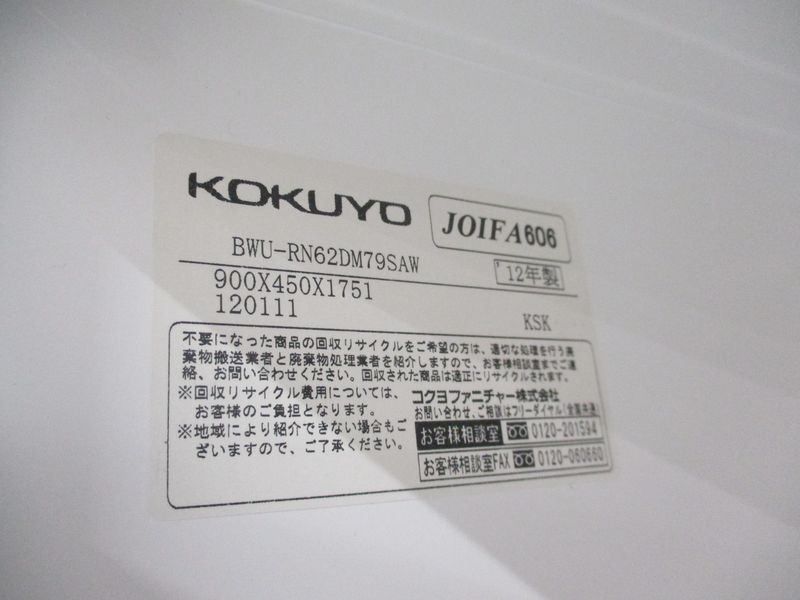 KOKUYO
JOIFA606
BWU-RN62DM79SAW
'12年製
900X450X1751
120111
KSK
不要になった商品の回収リサイクルをご希望の方は、適切な処理を行う廃
棄物搬送業者と廃棄物処理業者を紹介しますので、お客様相談室までご連
絡、お問い合わせください。回収された商品は適正にリサイクルされます。
※回収リサイクル費用については、
お客様のご負担となります。
※地域により紹介できない場合もご
ざいますので、ご了承ください。
コクヨファニチャー株式会社
お問い合わせ、ご相談はフリーダイヤル(全国共通)
お客様相談室 0120-201594
お客様相談室FAX 0120-060660